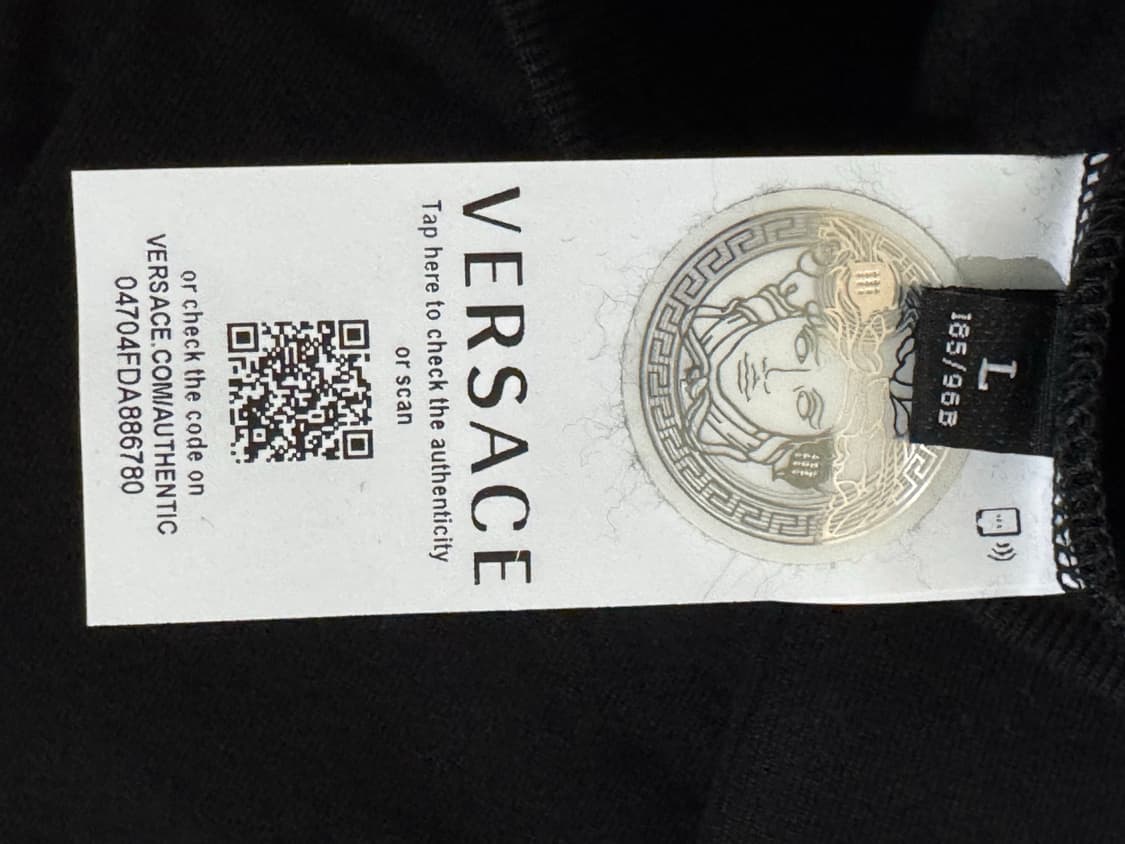 L
185/96B
VERSACE
Tap here to check the authenticity
or scan
or check the code on
VERSACE.COM/AUTHENTIC
04704FDA886780